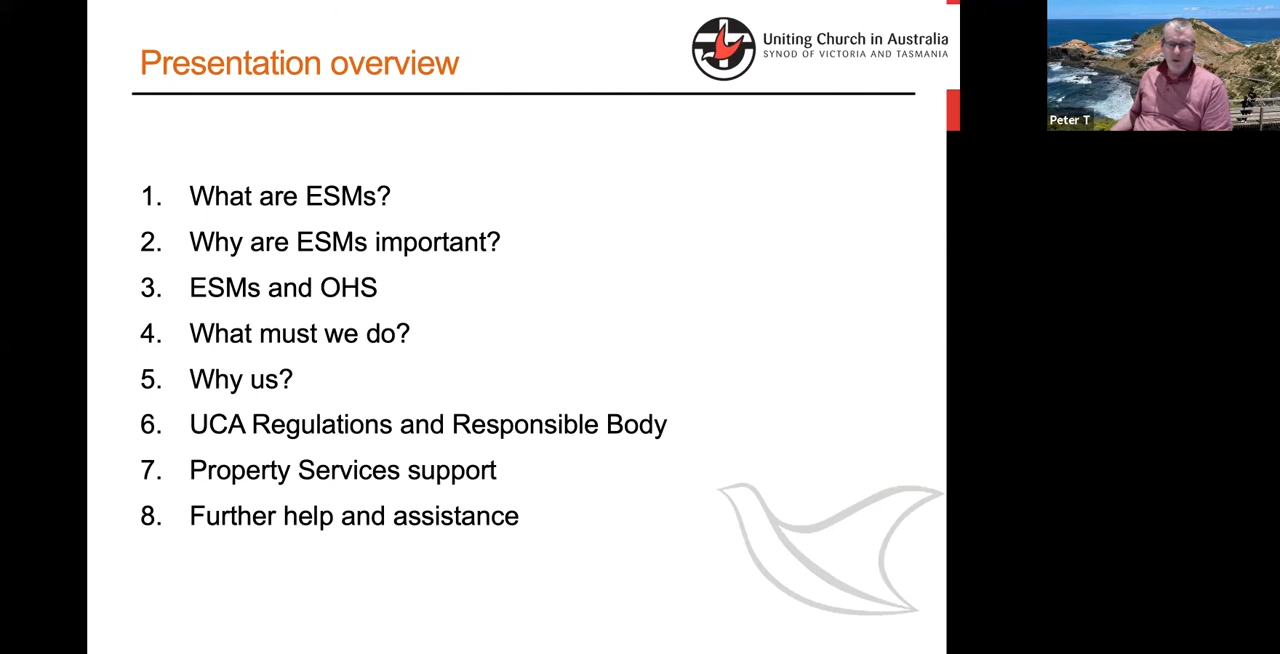 Presentation overview
Uniting Church in Australia
SYNOD OF VICTORIA AND TASMANIA
1. What are ESMs?
2. Why are ESMs important?
3. ESMs and OHS
4. What must we do?
5. Why us?
6. UCA Regulations and Responsible Body
7. Property Services support
8. Further help and assistance
Peter T